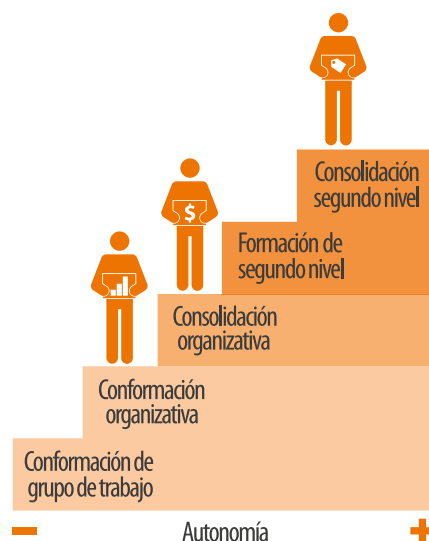 $
Consolidación
segundo nivel
Formación de
segundo nivel
Consolidación
organizativa
Conformación
organizativa
Conformación de
grupo de trabajo
Autonomía